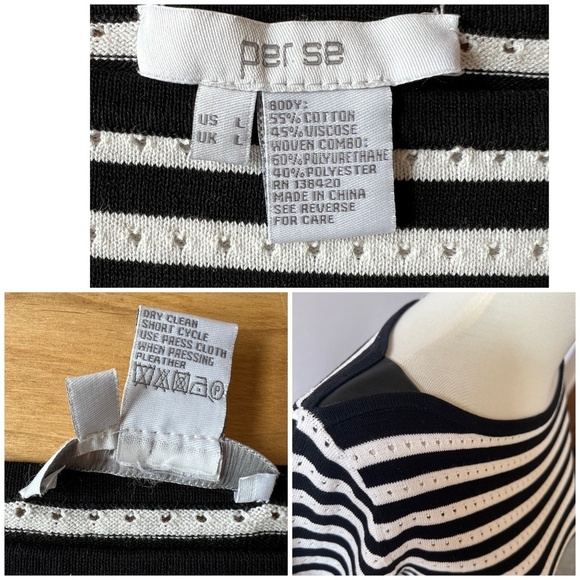 per se
US L
UK L
BODY:
55% COTTON
45% VISCOSE
WOVEN COMBO:
60% POLYURETHANE
40% POLYESTER
RN 138420
MADE IN CHINA
SEE REVERSE
FOR CARE
DRY CLEAN
SHORT CYCLE
USE PRESS CLOTH
WHEN PRESSING
PLEATHER